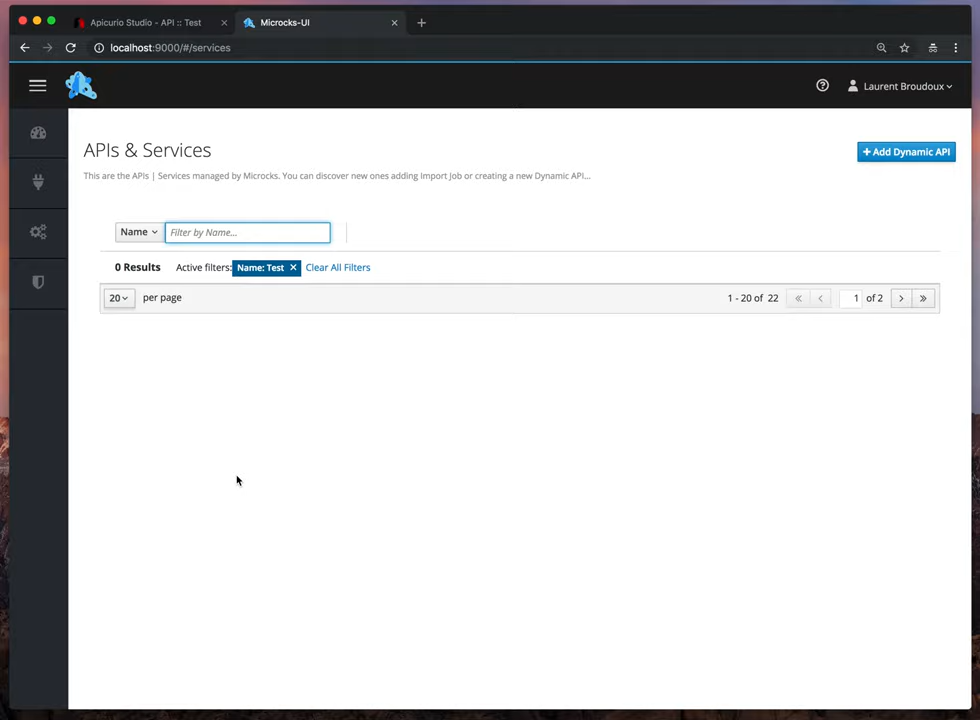 Apicurio Studio - API :: Test
Microcks-UI
localhost:9000/#/services
Laurent Broudoux
APIs & Services
+ Add Dynamic API
This are the APIs | Services managed by Microcks. You can discover new ones adding Import Job or creating a new Dynamic API...
Name
Filter by Name...
0 Results Active filters: Name: Test × Clear All Filters
20 per page 1 - 20 of 22 1 of 2